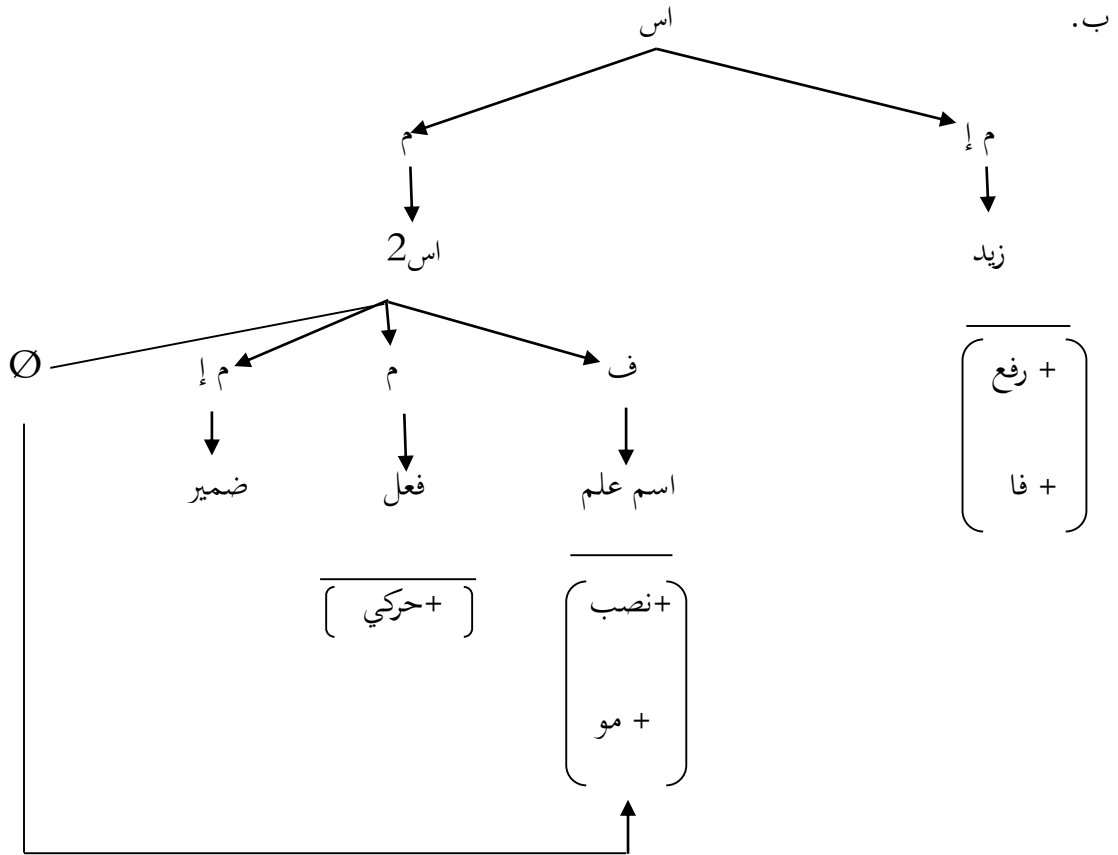 ب.
اس
م إ
م
زيد
اس2
+ رفع
+ فا
ف
م
م إ
Ø
اسم علم
فعل
ضمير
+نصب
+ مو
+حركي